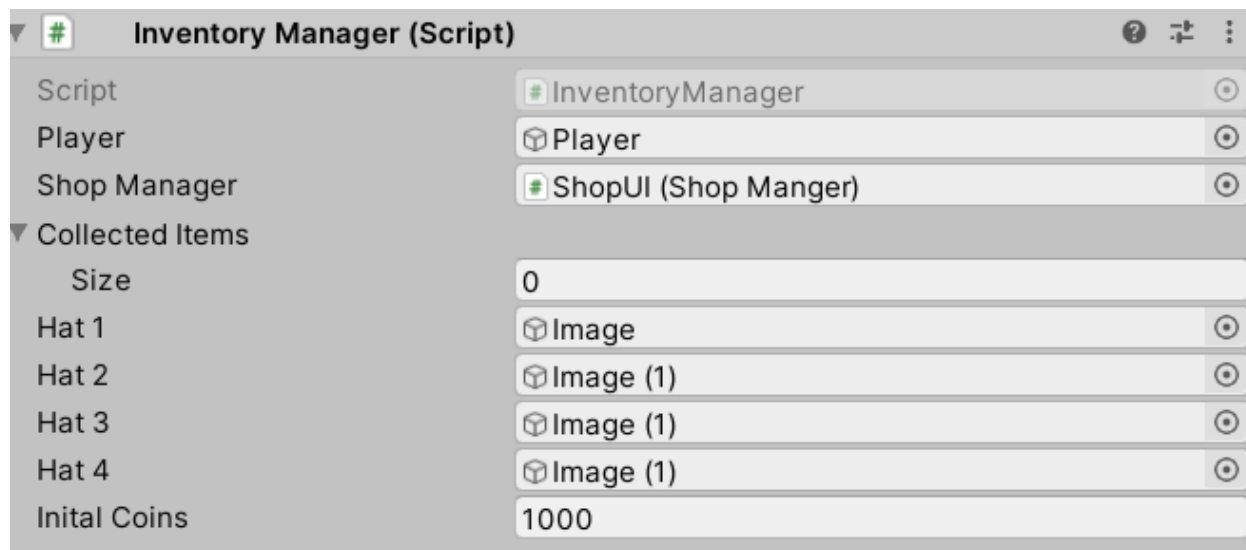 Inventory Manager (Script)
Script InventoryManager
Player Player
Shop Manager ShopUI (Shop Manger)
Collected Items
Size 0
Hat 1 Image
Hat 2 Image (1)
Hat 3 Image (1)
Hat 4 Image (1)
Inital Coins 1000